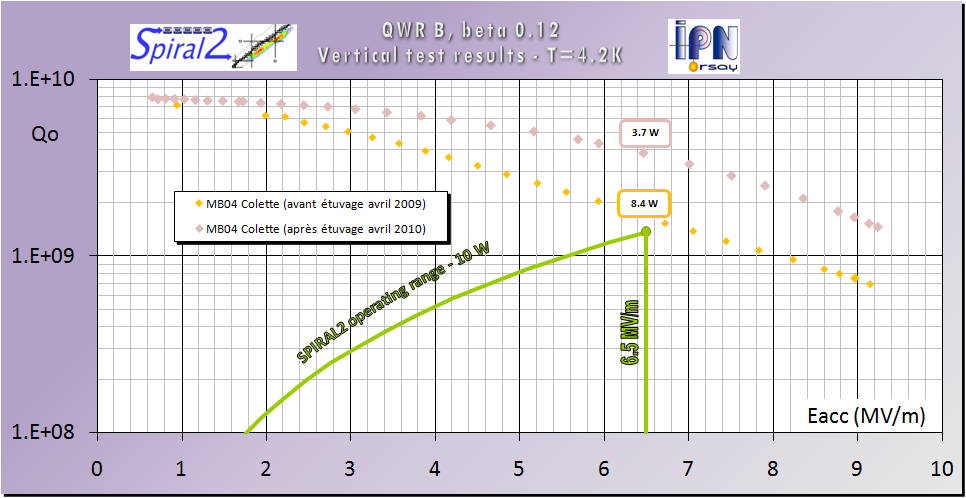 QWR B, beta 0.12
Vertical test results - T=4.2K
Spiral2
iPN
Orsay
1.E+10
Qo
1.E+09
1.E+08
3.7 W
8.4 W
MB04 Colette (avant étuvage avril 2009)
MB04 Colette (après étuvage avril 2010)
SPIRAL2 operating range - 10 W
6.5 MV/m
Eacc (MV/m)
0 1 2 3 4 5 6 7 8 9 10